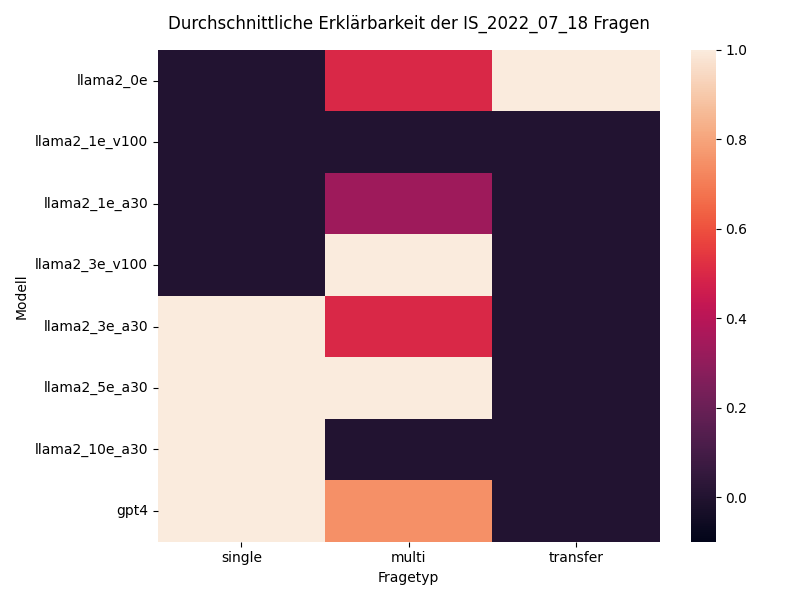 Durchschnittliche Erklärbarkeit der IS_2022_07_18 Fragen
Modell
llama2_0e
llama2_1e_v100
llama2_1e_a30
llama2_3e_v100
llama2_3e_a30
llama2_5e_a30
llama2_10e_a30
gpt4
single multi transfer
Fragetyp
1.0
0.8
0.6
0.4
0.2
0.0